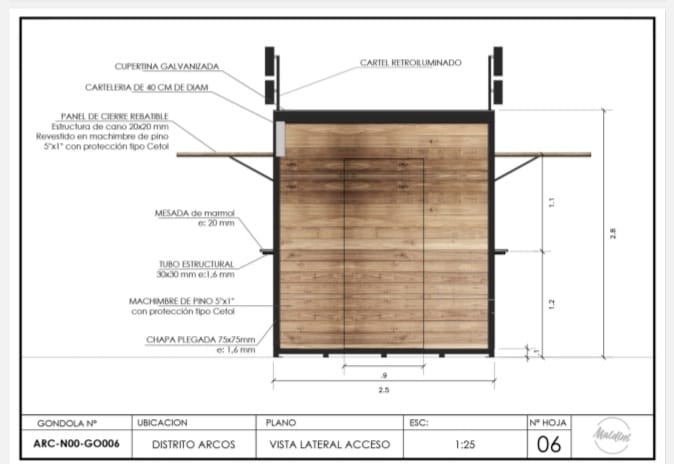 CUPERTINA GALVANIZADA
CARTEL RETROILUMINADO
CARTELERIA DE 40 CM DE DIAM
PANEL DE CIERRE REBATIBLE
Estructura de cano 20x20 mm
Revestido en machimbre de pino
5"x1" con protección tipo Cetol
MESADA de marmol
e: 20 mm
TUBO ESTRUCTURAL
30x30 mm e:1,6 mm
MACHIMBRE DE PINO 5"x1"
con protección tipo Cetol
CHAPA PLEGADA 75x75mm
e: 1,6 mm
1.1
2.8
1.2
.1
.9
2.5
GONDOLA Nº
UBICACION
PLANO
ESC:
Nº HOJA
ARC-N00-GO006
DISTRITO ARCOS
VISTA LATERAL ACCESO
1:25
06